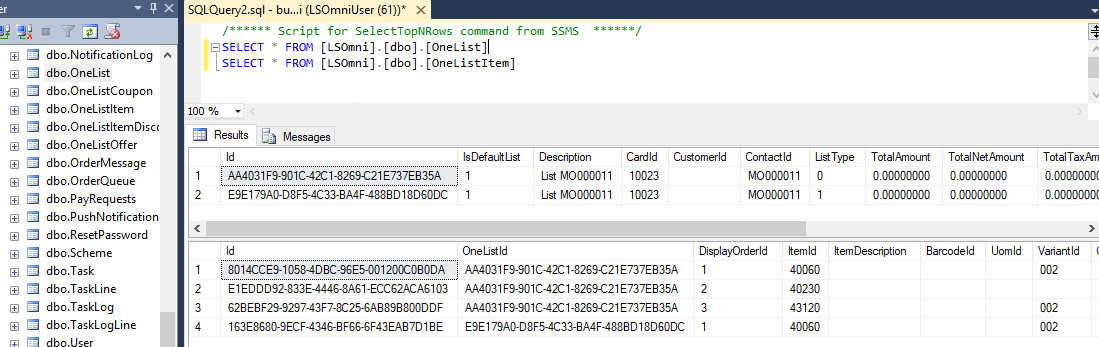 er
SQLQuery2.sql - bu...i (LSOmniUser (61))*
dbo.NotificationLog
dbo.OneList
dbo.OneListCoupon
dbo.OneListItem
dbo.OneListItemDisco
dbo.OneListOffer
dbo.OrderMessage
dbo.OrderQueue
dbo.PayRequests
dbo.PushNotification
dbo.ResetPassword
dbo.Scheme
dbo.Task
dbo.TaskLine
dbo.TaskLog
dbo.TaskLogLine
dbo.User
/****** Script for SelectTopNRows command from SSMS ******/
SELECT * FROM [LSOmni].[dbo].[OneList]
SELECT * FROM [LSOmni].[dbo].[OneListItem]
100 %
Results Messages
Id IsDefaultList Description CardId CustomerId ContactId ListType TotalAmount TotalNetAmount TotalTaxAm
1 AA4031F9-901C-42C1-8269-C21E737EB35A 1 List MO000011 10023 MO000011 0 0.00000000 0.00000000 0.0000000
2 E9E179A0-D8F5-4C33-BA4F-488BD18D60DC 1 List MO000011 10023 MO000011 1 0.00000000 0.00000000 0.0000000
Id OneListId DisplayOrderId ItemId ItemDescription BarcodeId UomId VariantId
1 8014CCE9-1058-4DBC-96E5-001200C0B0DA AA4031F9-901C-42C1-8269-C21E737EB35A 1 40060 002
2 E1EDDD92-833E-4446-8A61-ECC62ACA6103 AA4031F9-901C-42C1-8269-C21E737EB35A 2 40230
3 62BEBF29-9297-43F7-8C25-6AB89B800DDF AA4031F9-901C-42C1-8269-C21E737EB35A 3 43120 002
4 163E8680-9ECF-4346-BF66-6F43EAB7D1BE E9E179A0-D8F5-4C33-BA4F-488BD18D60DC 1 40060 002